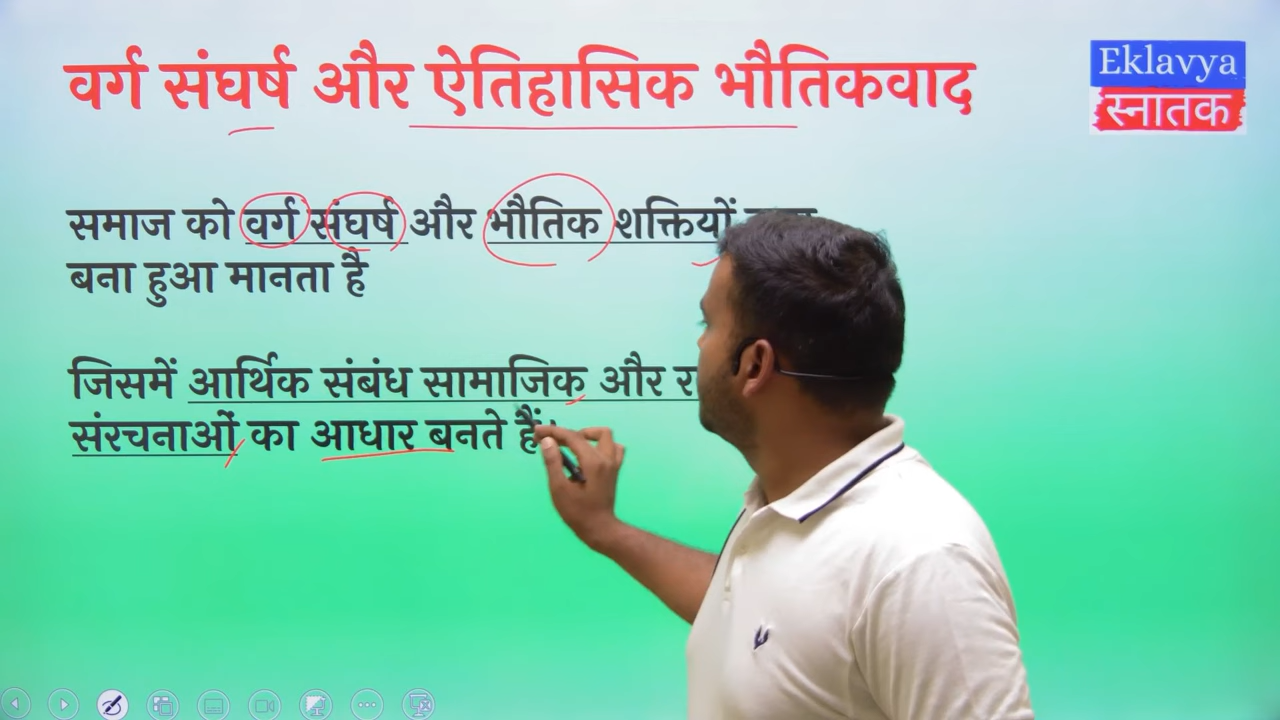 वर्ग संघर्ष और ऐतिहासिक भौतिकवाद
Eklavya
स्नातक
समाज को वर्ग संघर्ष और भौतिक शक्तियों
बना हुआ मानता है
जिसमें आर्थिक संबंध सामाजिक और
संरचनाओं का आधार बनते हैं।